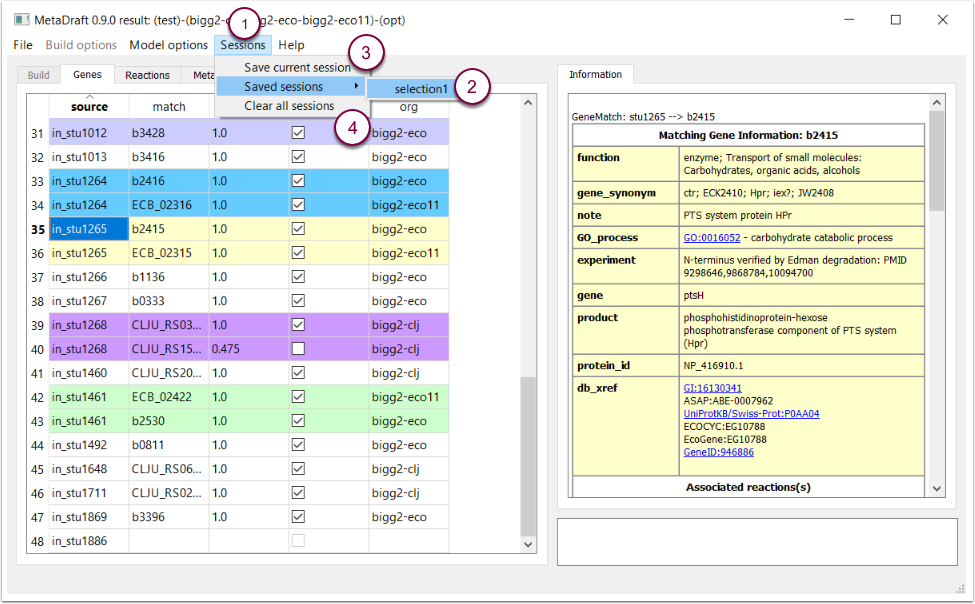 MetaDraft 0.9.0 result: (test)-(bigg2-
gg2-eco-bigg2-eco11)-(opt)
1
File Build options Model options Sessions Help
3
Save current session
Saved sessions
selection1
2
Clear all sessions
4
Build Genes Reactions Meta
source match org
31 in_stu1012 b3428 1.0 bigg2-eco
32 in_stu1013 b3416 1.0 bigg2-eco
33 in_stu1264 b2416 1.0 bigg2-eco
34 in_stu1264 ECB_02316 1.0 bigg2-eco11
35 in_stu1265 b2415 1.0 bigg2-eco
36 in_stu1265 ECB_02315 1.0 bigg2-eco11
37 in_stu1266 b1136 1.0 bigg2-eco
38 in_stu1267 b0333 1.0 bigg2-eco
39 in_stu1268 CLJU_RS03... 1.0 bigg2-clj
40 in_stu1268 CLJU_RS15... 0.475 bigg2-clj
41 in_stu1460 CLJU_RS20... 1.0 bigg2-clj
42 in_stu1461 ECB_02422 1.0 bigg2-eco11
43 in_stu1461 b2530 1.0 bigg2-eco
44 in_stu1492 b0811 1.0 bigg2-eco
45 in_stu1648 CLJU_RS06... 1.0 bigg2-clj
46 in_stu1711 CLJU_RS02... 1.0 bigg2-clj
47 in_stu1869 b3396 1.0 bigg2-eco
48 in_stu1886
Information
GeneMatch: stu1265 --> b2415
Matching Gene Information: b2415
function enzyme; Transport of small molecules:
Carbohydrates, organic acids, alcohols
gene_synonym ctr; ECK2410; Hpr; iex?; JW2408
note PTS system protein HPr
GO_process GO:0016052 - carbohydrate catabolic process
experiment N-terminus verified by Edman degradation: PMID
9298646,9868784,10094700
gene ptsH
product phosphohistidinoprotein-hexose
phosphotransferase component of PTS system
(Hpr)
protein_id NP_416910.1
db_xref GI:16130341
ASAP:ABE-0007962
UniProtKB/Swiss-Prot:P0AA04
ECOCYC:EG10788
EcoGene:EG10788
GeneID:946886
Associated reactions(s)